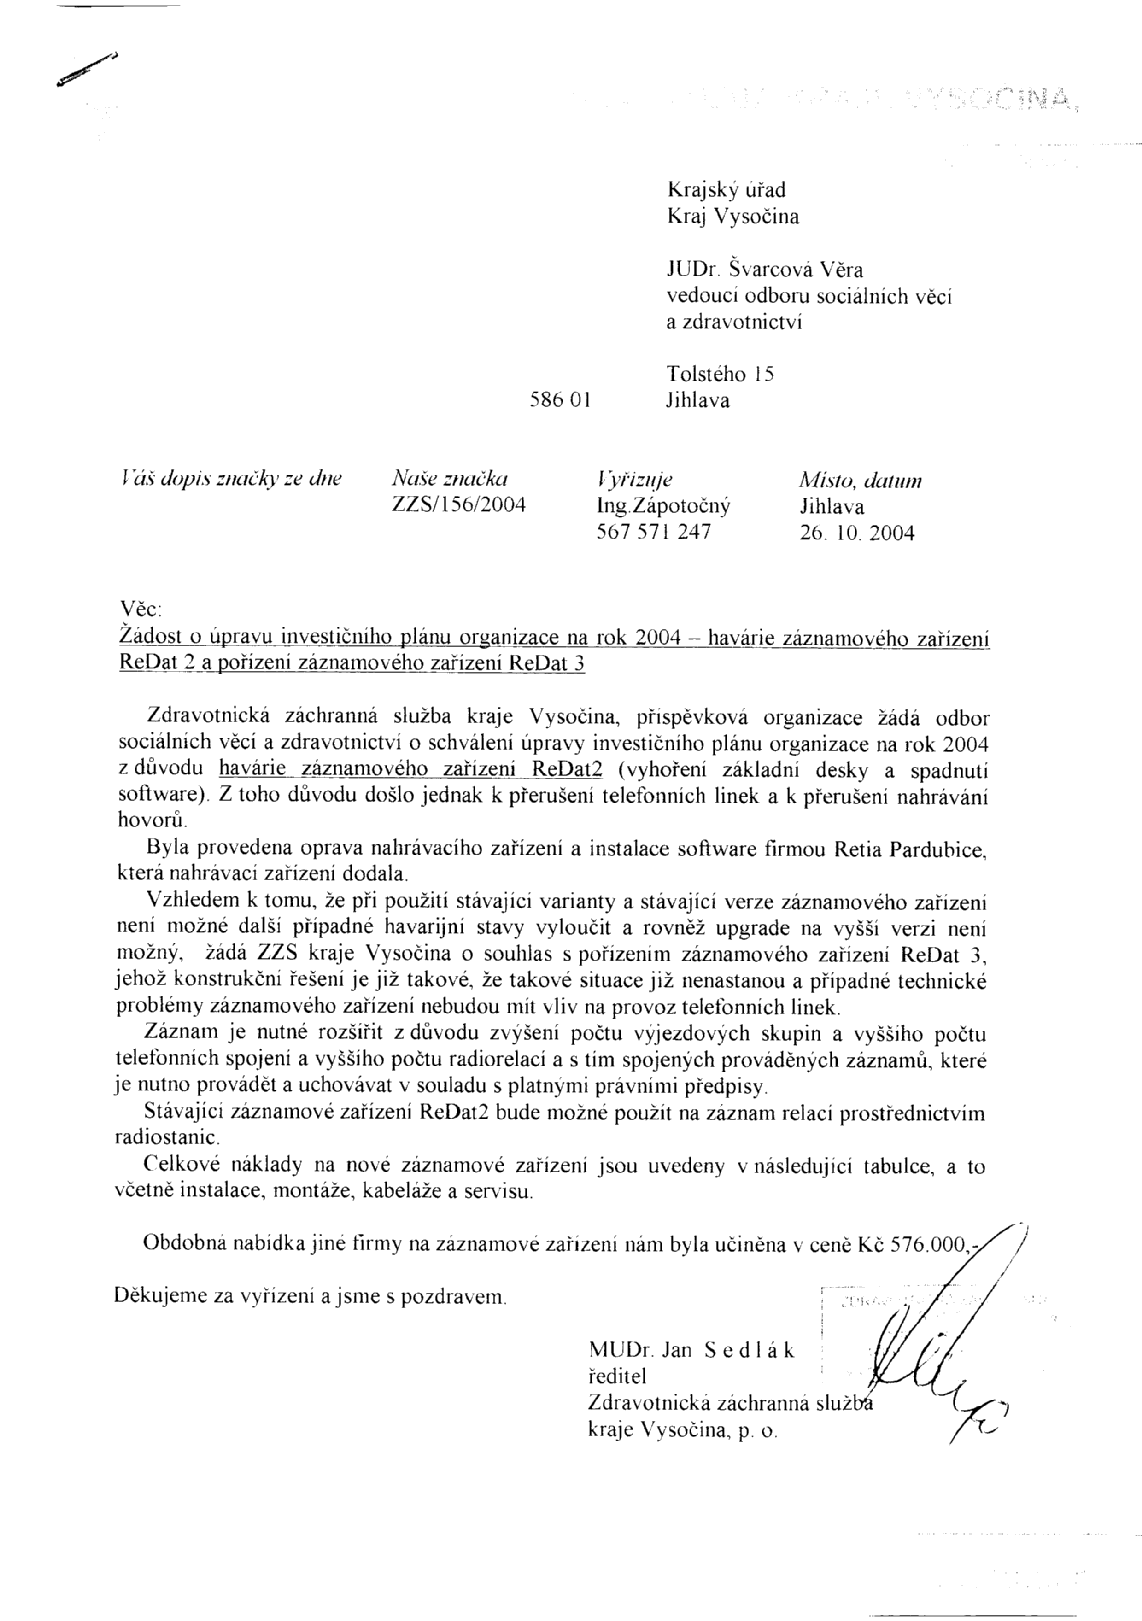 VYSOČINA,
Krajský úřad
Kraj Vysočina
JUDr. Švarcová Věra
vedoucí odboru sociálních věcí
a zdravotnictví
Tolstého 15
586 01 Jihlava
Váš dopis značky ze dne Naše značka Vyřizuje Místo, datum
ZZS/156/2004 Ing.Zápotočný Jihlava
567 571 247 26. 10. 2004
Věc:
Žádost o úpravu investičního plánu organizace na rok 2004 – havárie záznamového zařízení
ReDat 2 a pořízení záznamového zařízení ReDat 3
Zdravotnická záchranná služba kraje Vysočina, příspěvková organizace žádá odbor
sociálních věcí a zdravotnictví o schválení úpravy investičního plánu organizace na rok 2004
z důvodu havárie záznamového zařízení ReDat2 (vyhoření základní desky a spadnutí
software). Z toho důvodu došlo jednak k přerušení telefonních linek a k přerušení nahrávání
hovorů.
Byla provedena oprava nahrávacího zařízení a instalace software firmou Retia Pardubice,
která nahrávací zařízení dodala.
Vzhledem k tomu, že při použití stávající varianty a stávající verze záznamového zařízení
není možné další případné havarijní stavy vyloučit a rovněž upgrade na vyšší verzi není
možný, žádá ZZS kraje Vysočina o souhlas s pořízením záznamového zařízení ReDat 3,
jehož konstrukční řešení je již takové, že takové situace již nenastanou a případné technické
problémy záznamového zařízení nebudou mít vliv na provoz telefonních linek.
Záznam je nutné rozšířit z důvodu zvýšení počtu výjezdových skupin a vyššího počtu
telefonních spojení a vyššího počtu radiorelací a s tím spojených prováděných záznamů, které
je nutno provádět a uchovávat v souladu s platnými právními předpisy.
Stávající záznamové zařízení ReDat2 bude možné použít na záznam relací prostřednictvím
radiostanic.
Celkové náklady na nové záznamové zařízení jsou uvedeny v následující tabulce, a to
včetně instalace, montáže, kabeláže a servisu.
Obdobná nabídka jiné firmy na záznamové zařízení nám byla učiněna v ceně Kč 576.000,-
Děkujeme za vyřízení a jsme s pozdravem.
MUDr. Jan S e d l á k
ředitel
Zdravotnická záchranná služba
kraje Vysočina, p. o.